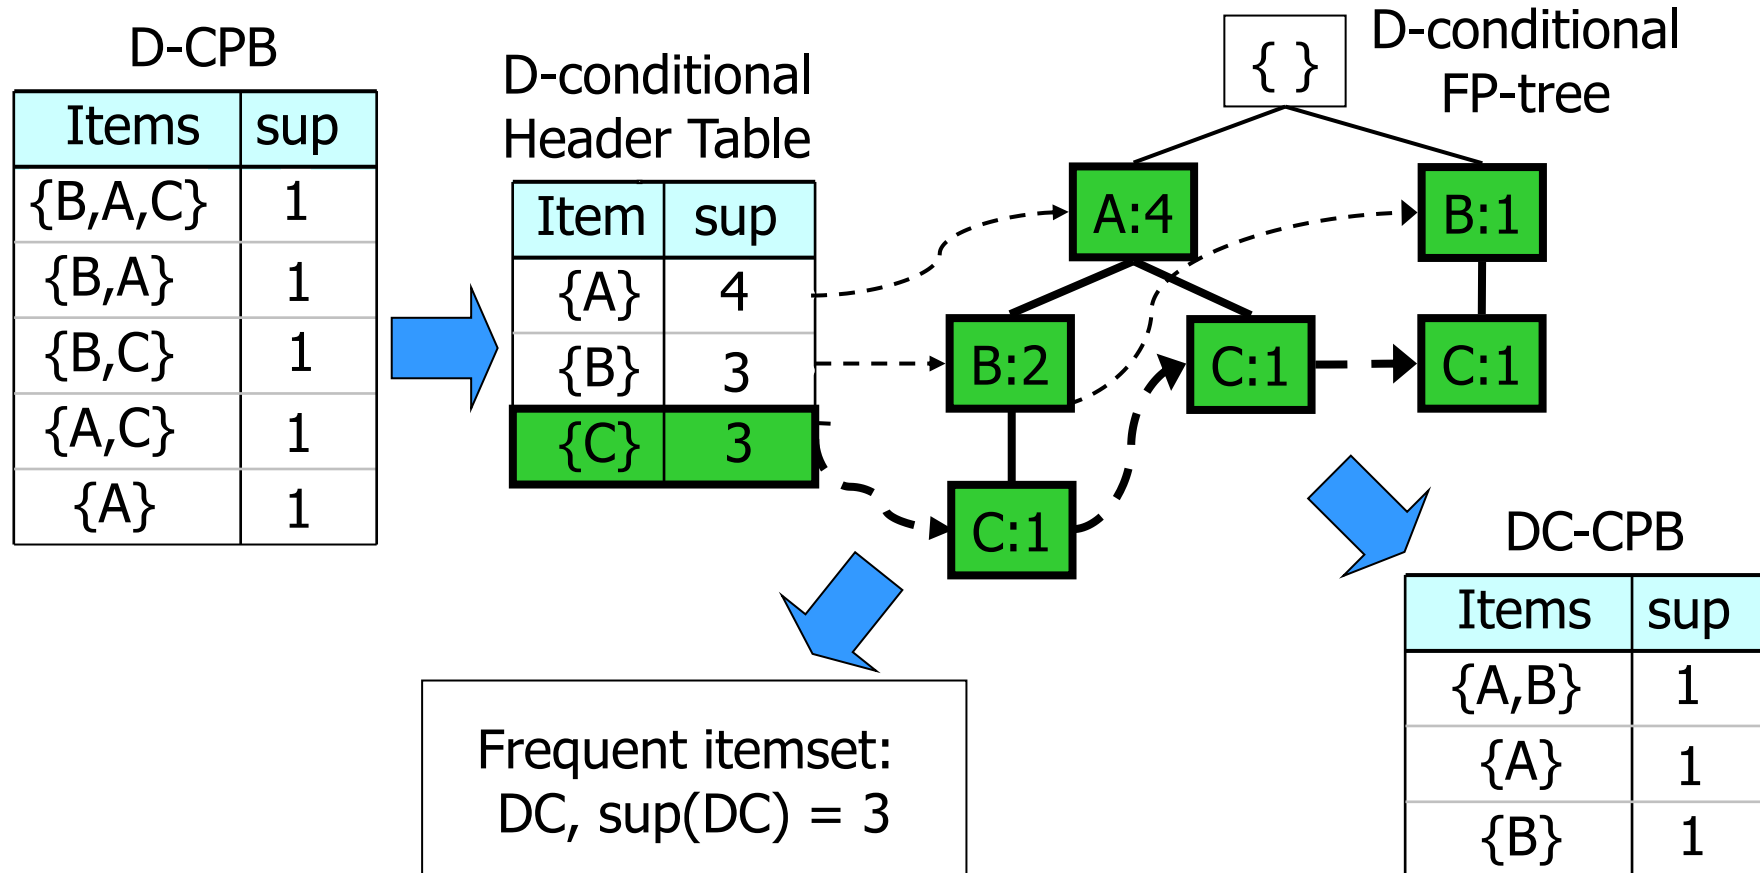 D-CPB
Items sup
{B,A,C} 1
{B,A} 1
{B,C} 1
{A,C} 1
{A} 1
D-conditional
Header Table
Item sup
{A} 4
{B} 3
{C} 3
D-conditional
FP-tree
{ }
A:4 B:1
B:2 C:1 C:1
C:1
Frequent itemset:
DC, sup(DC) = 3
DC-CPB
Items sup
{A,B} 1
{A} 1
{B} 1